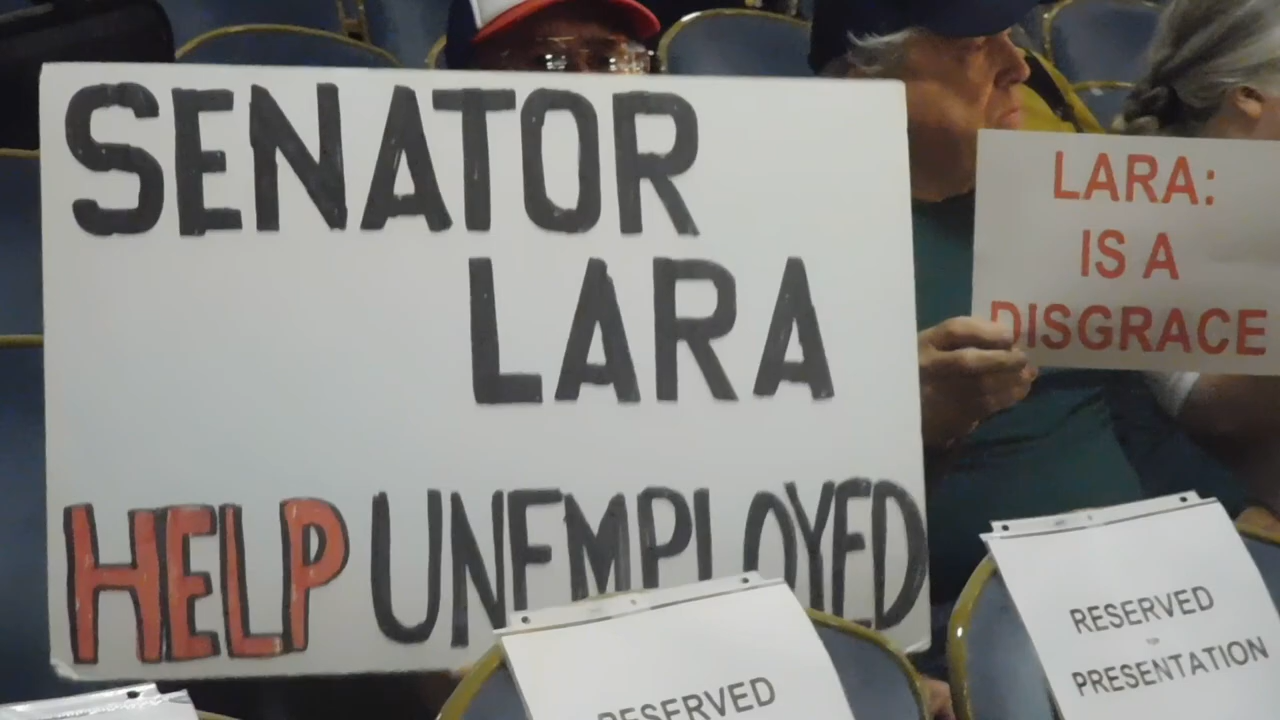 SENATOR
LARA
HELP UNEMPLOYED
LARA:
IS A
DISGRACE
RESERVED
RESERVED
PRESENTATION